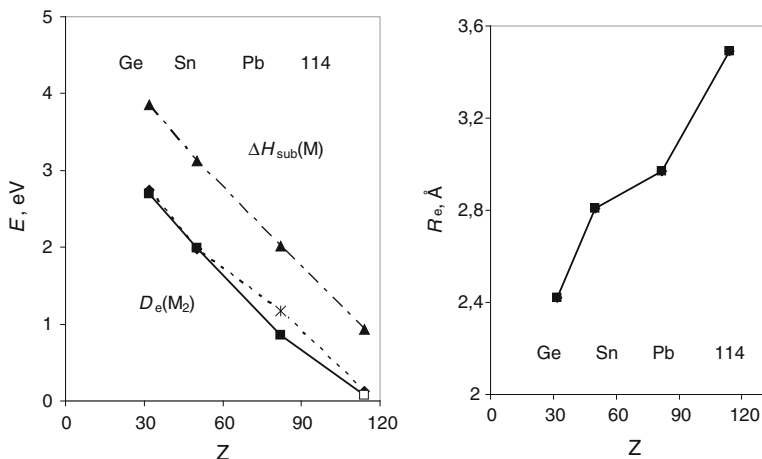 5
4
3
2
1
0
E, eV
Ge Sn Pb 114
ΔHsub(M)
De(M2)
0 30 60 90 120
Z
3,6
3,2
2,8
2,4
2
Re, Å
Ge Sn Pb 114
0 30 60 90 120
Z